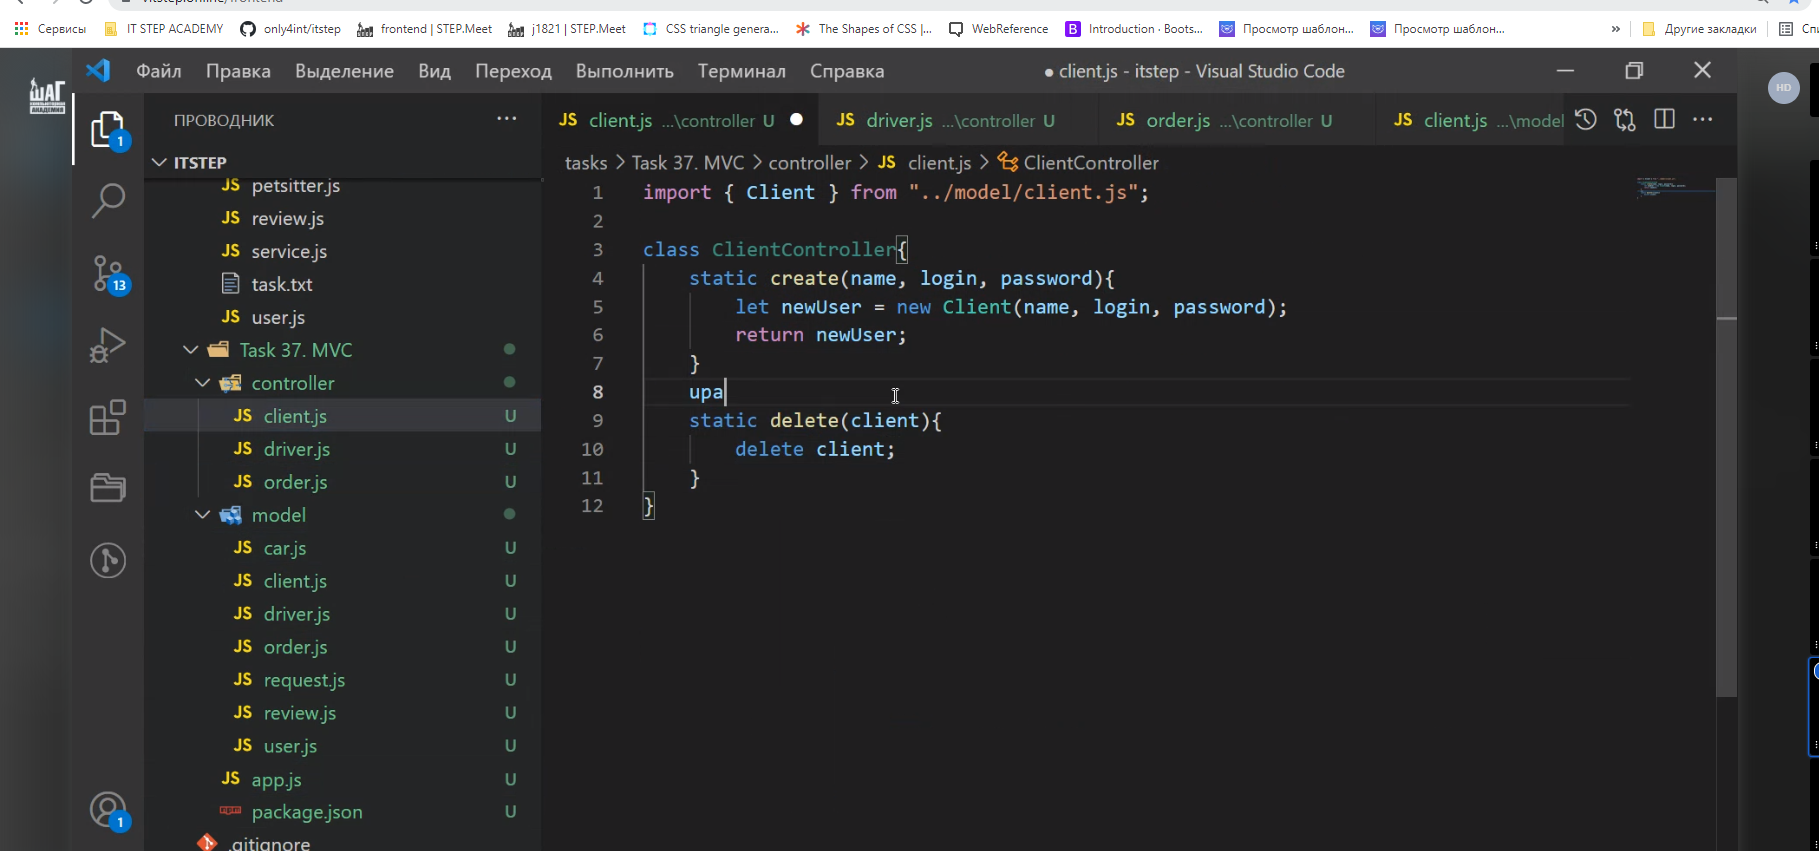 Сервисы IT STEP ACADEMY only4int/itstep frontend | STEP.Meet j1821 | STEP.Meet CSS triangle genera... The Shapes of CSS |... WebReference Introduction · Boots... Просмотр шаблон... Просмотр шаблон... » Другие закладки
ШАГ
АКАДЕМИЯ
Файл Правка Выделение Вид Переход Выполнить Терминал Справка ● client.js - itstep - Visual Studio Code
HD
ПРОВОДНИК ...
ITSTEP
JS petsitter.js
JS review.js
JS service.js
task.txt
JS user.js
Task 37. MVC
controller
JS client.js U
JS driver.js U
JS order.js U
model
JS car.js U
JS client.js U
JS driver.js U
JS order.js U
JS request.js U
JS review.js U
JS user.js U
JS app.js U
package.json U
.gitignore
1
13
1
JS client.js ...\controller U ● JS driver.js ...\controller U JS order.js ...\controller U JS client.js ...\model
tasks > Task 37. MVC > controller > JS client.js > ClientController
1 import { Client } from "../model/client.js";
2
3 class ClientController{
4 static create(name, login, password){
5 let newUser = new Client(name, login, password);
6 return newUser;
7 }
8 upa
9 static delete(client){
10 delete client;
11 }
12 }